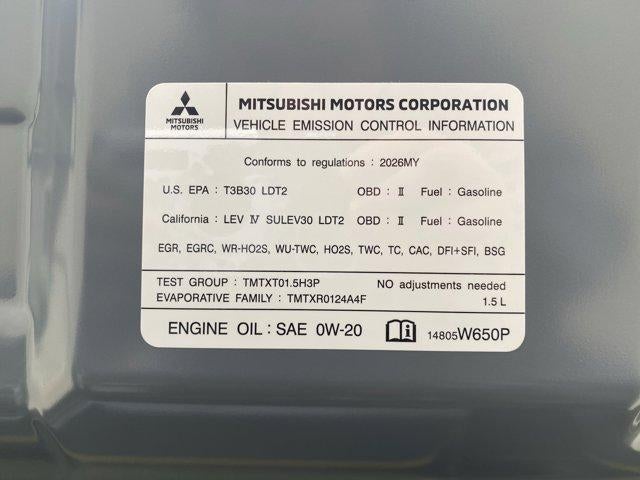 MITSUBISHI
MOTORS
MITSUBISHI MOTORS CORPORATION
VEHICLE EMISSION CONTROL INFORMATION
Conforms to regulations : 2026MY
U.S. EPA : T3B30 LDT2 OBD : Ⅱ Fuel : Gasoline
California : LEV Ⅳ SULEV30 LDT2 OBD : Ⅱ Fuel : Gasoline
EGR, EGRC, WR-HO2S, WU-TWC, HO2S, TWC, TC, CAC, DFI+SFI, BSG
TEST GROUP : TMTXT01.5H3P NO adjustments needed
EVAPORATIVE FAMILY : TMTXR0124A4F 1.5 L
ENGINE OIL : SAE 0W-20 14805W650P